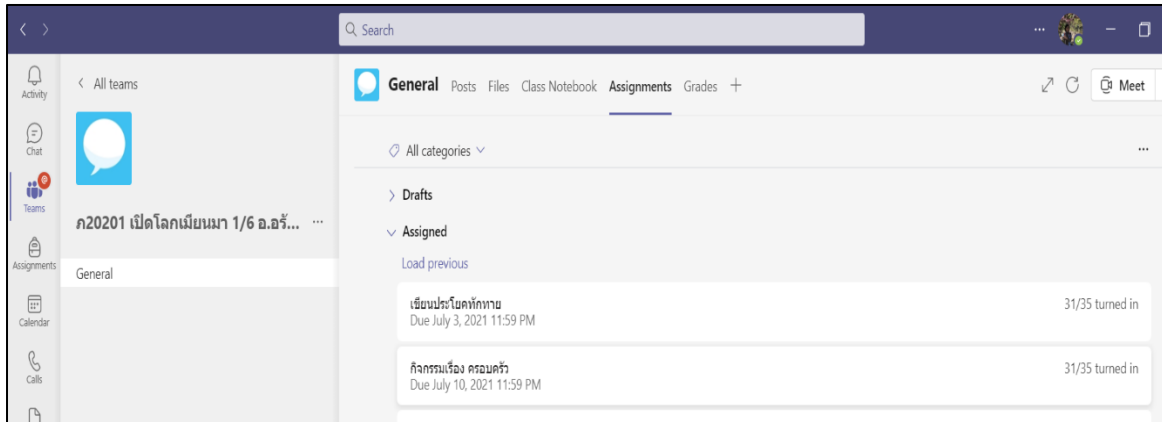 Search
Activity
Chat
Teams
Assignments
Calendar
Calls
All teams
ภ20201 เปิดโลกเมียนมา 1/6 อ.อรั...
General
General Posts Files Class Notebook Assignments Grades
Meet
All categories
Drafts
Assigned
Load previous
เขียนประโยคทักทาย 31/35 turned in
Due July 3, 2021 11:59 PM
กิจกรรมเรื่อง ครอบครัว 31/35 turned in
Due July 10, 2021 11:59 PM